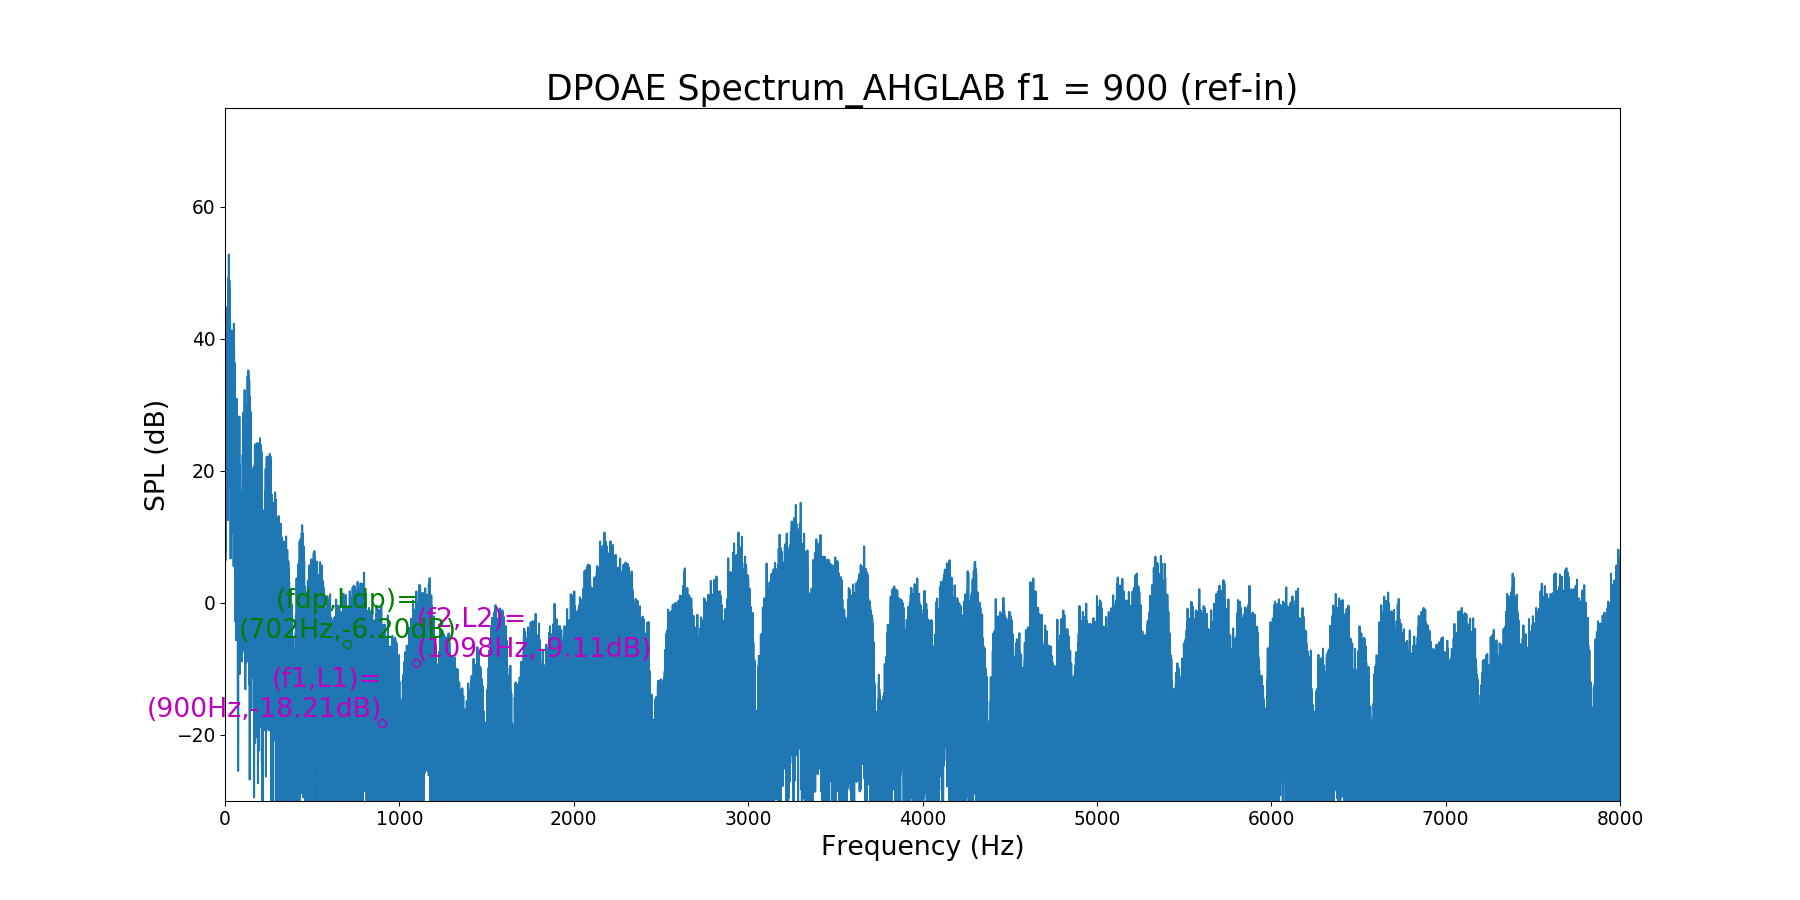 DPOAE Spectrum_AHGLAB f1 = 900 (ref-in)
60
40
20
0
−20
SPL (dB)
(fdp,Ldp)=
(702Hz,-6.20dB)
(f2,L2)=
(1098Hz,-9.11dB)
(f1,L1)=
(900Hz,-18.21dB)
0 1000 2000 3000 4000 5000 6000 7000 8000
Frequency (Hz)